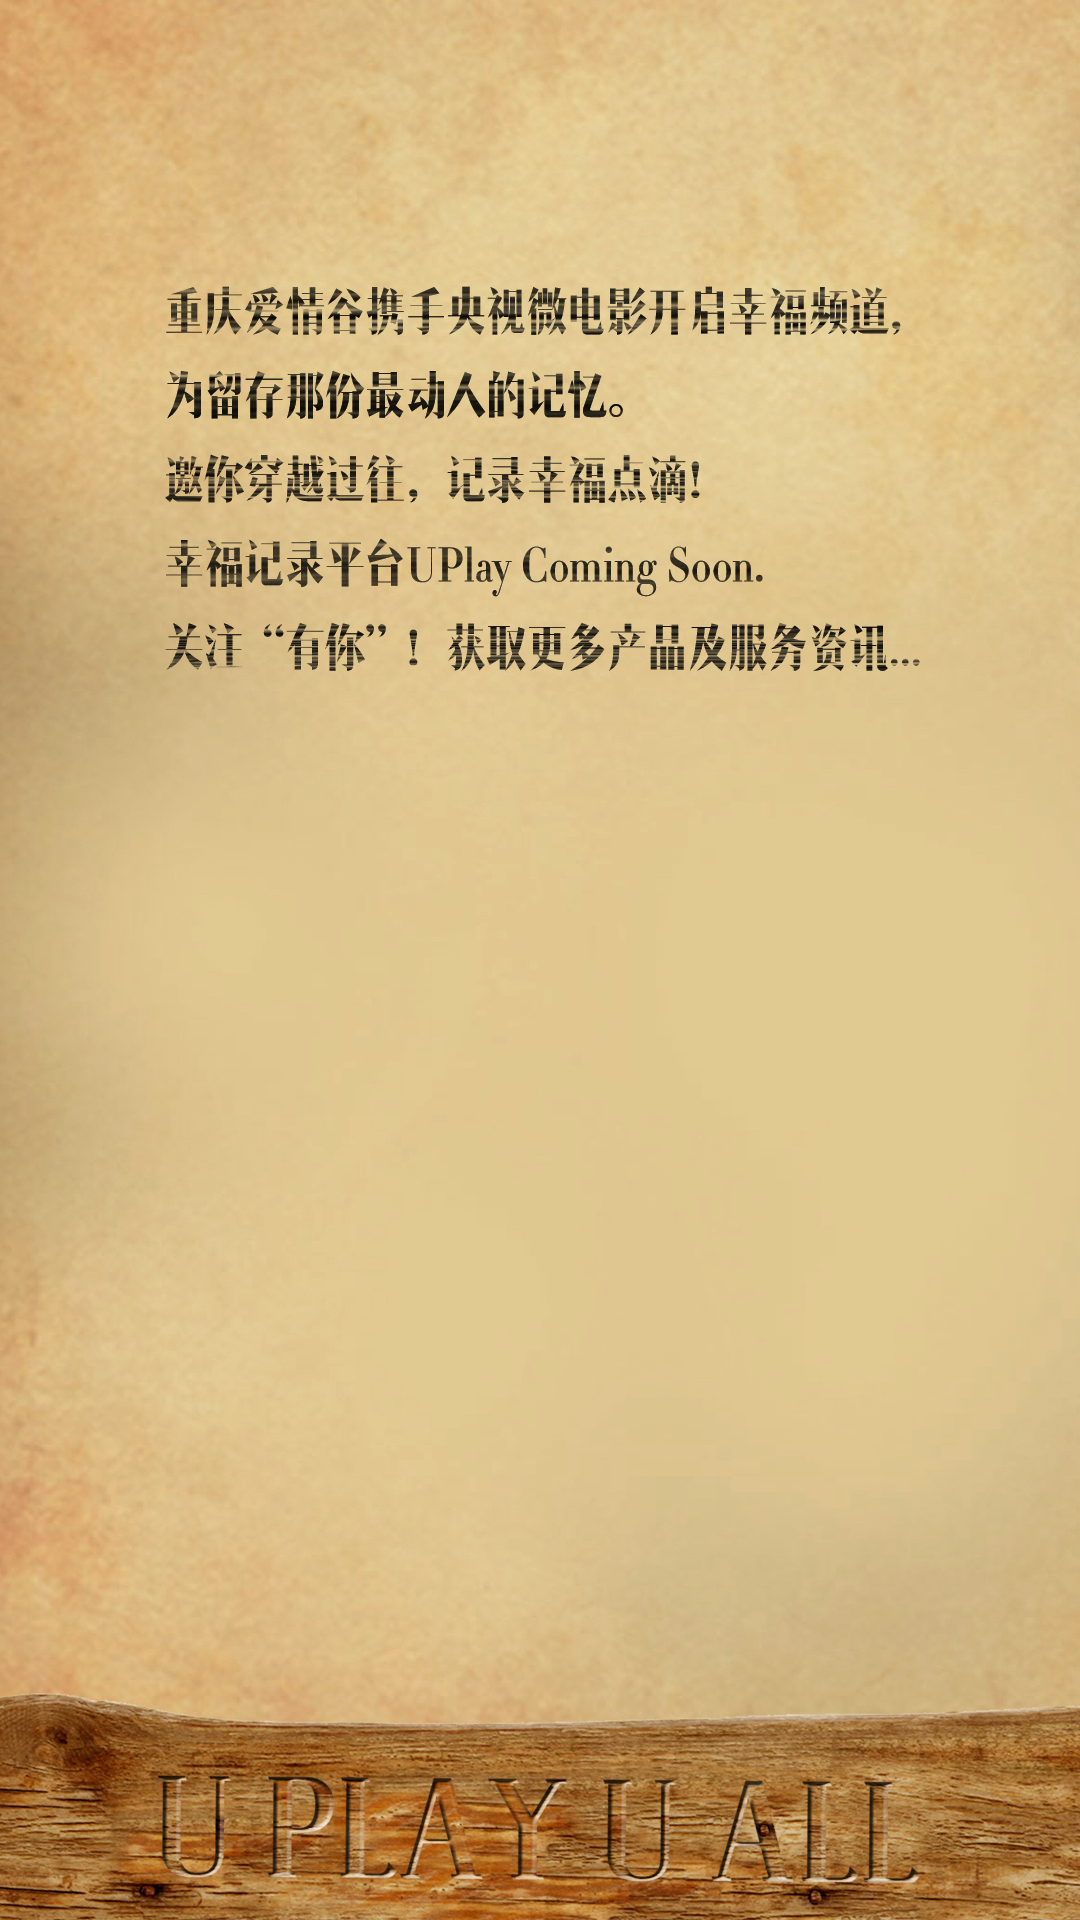 重庆爱情谷携手央视微电影开启幸福频道，
为留存那份最动人的记忆。
邀你穿越过往，记录幸福点滴！
幸福记录平台UPlay Coming Soon.
关注“有你”！获取更多产品及服务资讯...
U PLAY U ALL